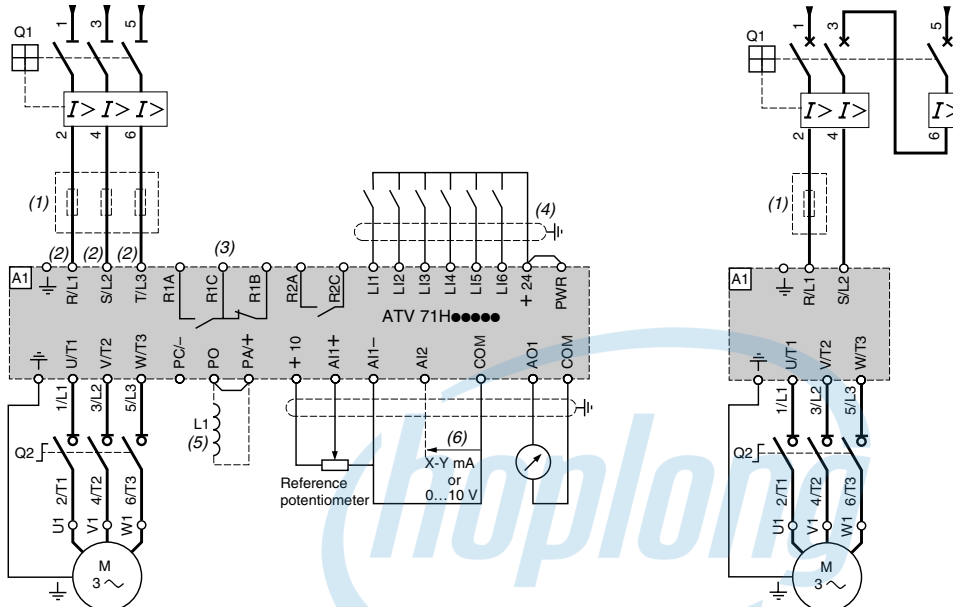 1 3 5
Q1
I> I> I>
2 4 6
(1)
(2) (2) (2)
(3)
(4)
A1
R/L1 S/L2 T/L3 R1A R1C R1B R2A R2C LI1 LI2 LI3 LI4 LI5 LI6 + 24 PWR
ATV 71H●●●●●
U/T1 V/T2 W/T3 PC/– PO PA/+ + 10 AI1+ AI1– AI2 COM AO1 COM
1/L1 3/L2 5/L3
L1
(5)
(6)
X-Y mA
or
0…10 V
Reference
potentiometer
Q2
2/T1 4/T2 6/T3
U1 V1 W1
M
3
1 3 5
Q1
I> I> I>
2 4 6
(1)
A1
R/L1 S/L2
U/T1 V/T2 W/T3
1/L1 3/L2 5/L3
Q2
2/T1 4/T2 6/T3
U1 V1 W1
M
3
hoplong